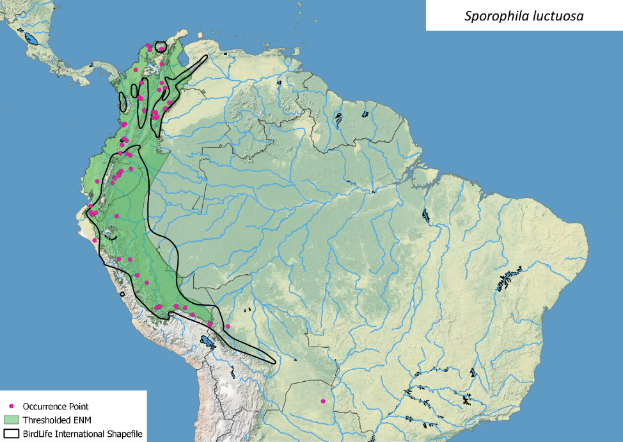 Sporophila luctuosa
Occurrence Point
Thresholded ENM
BirdLife International Shapefile